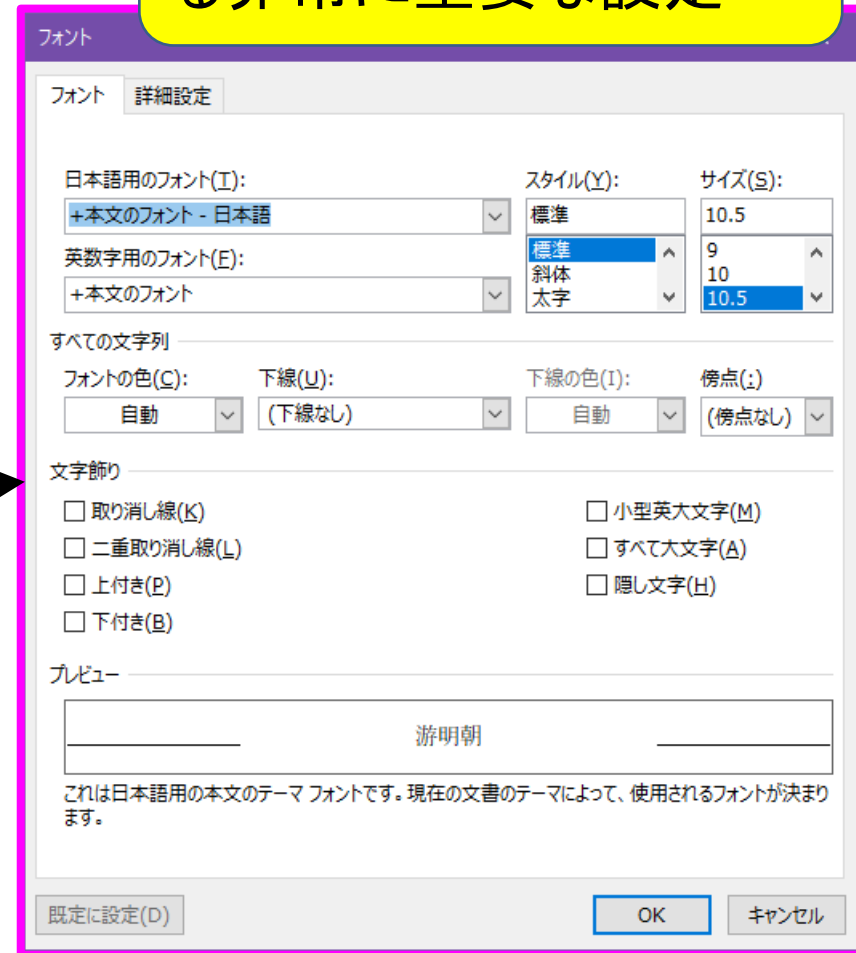 る非常に重要な設定
フォント
フォント 詳細設定
日本語用のフォント(T): スタイル(Y): サイズ(S):
+本文のフォント - 日本語 標準 10.5
英数字用のフォント(F): 標準 9
斜体 10
+本文のフォント 太字 10.5
すべての文字列
フォントの色(C): 下線(U): 下線の色(I): 傍点(:)
自動 (下線なし) 自動 (傍点なし)
文字飾り
取り消し線(K) 小型英大文字(M)
二重取り消し線(L) すべて大文字(A)
上付き(P) 隠し文字(H)
下付き(B)
プレビュー
游明朝
これは日本語用の本文のテーマ フォントです。現在の文書のテーマによって、使用されるフォントが決まり
ます。
既定に設定(D) OK キャンセル